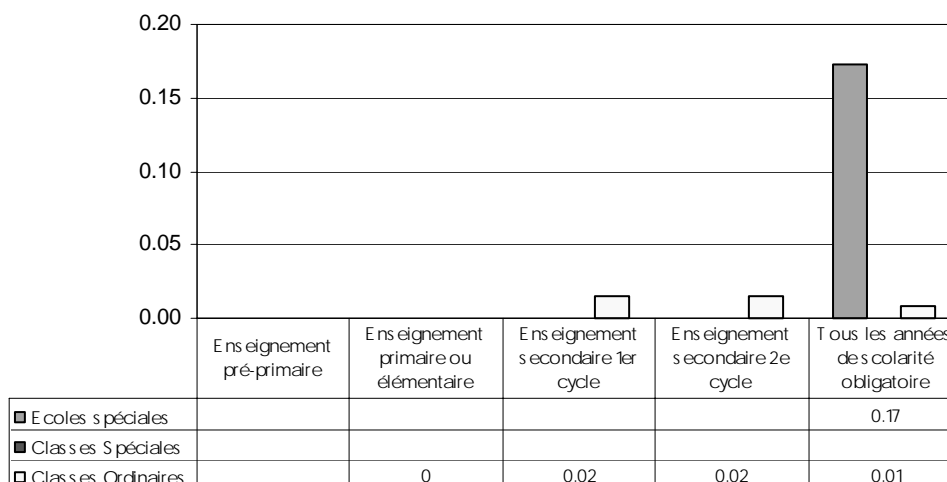 0.20
0.15
0.10
0.05
0.00
Enseignement pré-primaire
Enseignement primaire ou élémentaire
Enseignement secondaire 1er cycle
Enseignement secondaire 2e cycle
Tous les années de scolarité obligatoire
Ecoles spéciales 0.17
Classes Spéciales
Classes Ordinaires 0 0.02 0.02 0.01